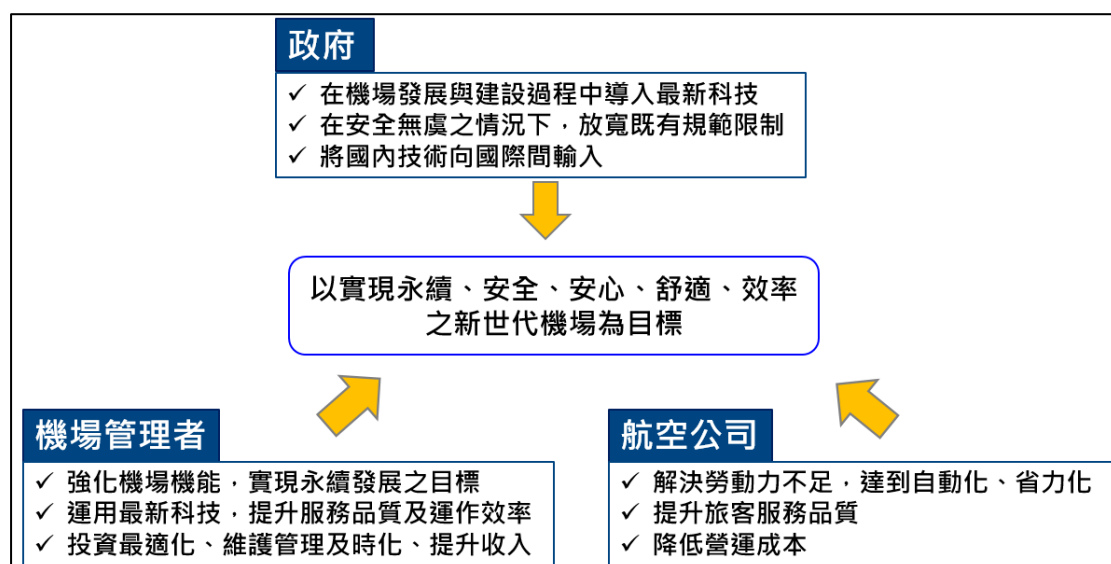 政府
✓ 在機場發展與建設過程中導入最新科技
✓ 在安全無虞之情況下，放寬既有規範限制
✓ 將國內技術向國際間輸入
以實現永續、安全、安心、舒適、效率
之新世代機場為目標
機場管理者
✓ 強化機場機能，實現永續發展之目標
✓ 運用最新科技，提升服務品質及運作效率
✓ 投資最適化、維護管理及時化、提升收入
航空公司
✓ 解決勞動力不足，達到自動化、省力化
✓ 提升旅客服務品質
✓ 降低營運成本